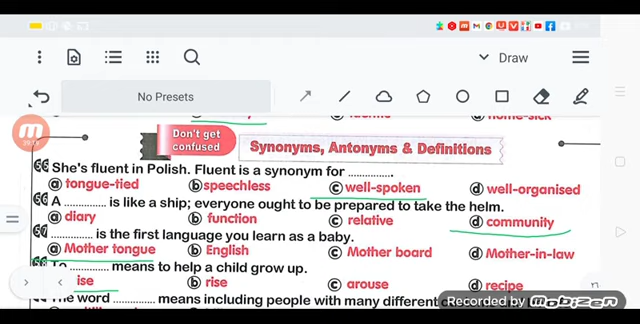 Draw
No Presets
Don't get confused
Synonyms, Antonyms & Definitions
d home-sick
She's fluent in Polish. Fluent is a synonym for ..............
a tongue-tied b speechless c well-spoken d well-organised
66 A ............ is like a ship; everyone ought to be prepared to take the helm.
a diary b function c relative d community
67 ............ is the first language you learn as a baby.
a Mother tongue b English c Mother board d Mother-in-law
To ............ means to help a child grow up.
ise b rise c arouse d recipe
The word ............ means including people with many different
Recorded by mobizen